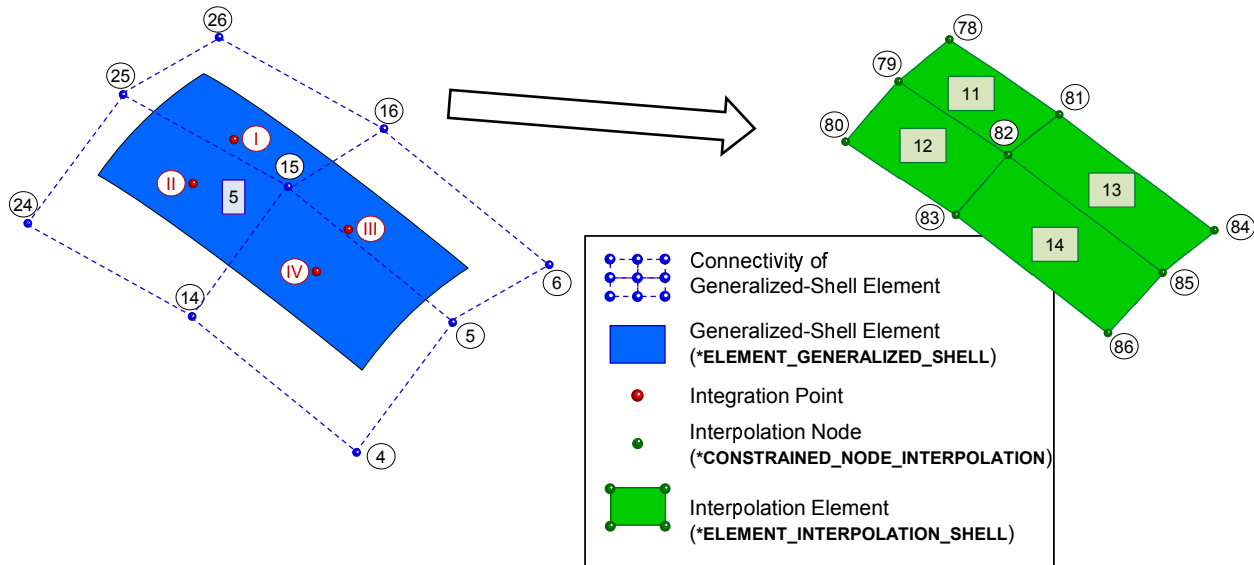 26
78
25
79
11
81
16
80
I
82
12
15
II
5
13
24
III
83
84
14
IV
6
85
14
5
86
4
Connectivity of
Generalized-Shell Element
Generalized-Shell Element
(*ELEMENT_GENERALIZED_SHELL)
Integration Point
Interpolation Node
(*CONSTRAINED_NODE_INTERPOLATION)
Interpolation Element
(*ELEMENT_INTERPOLATION_SHELL)